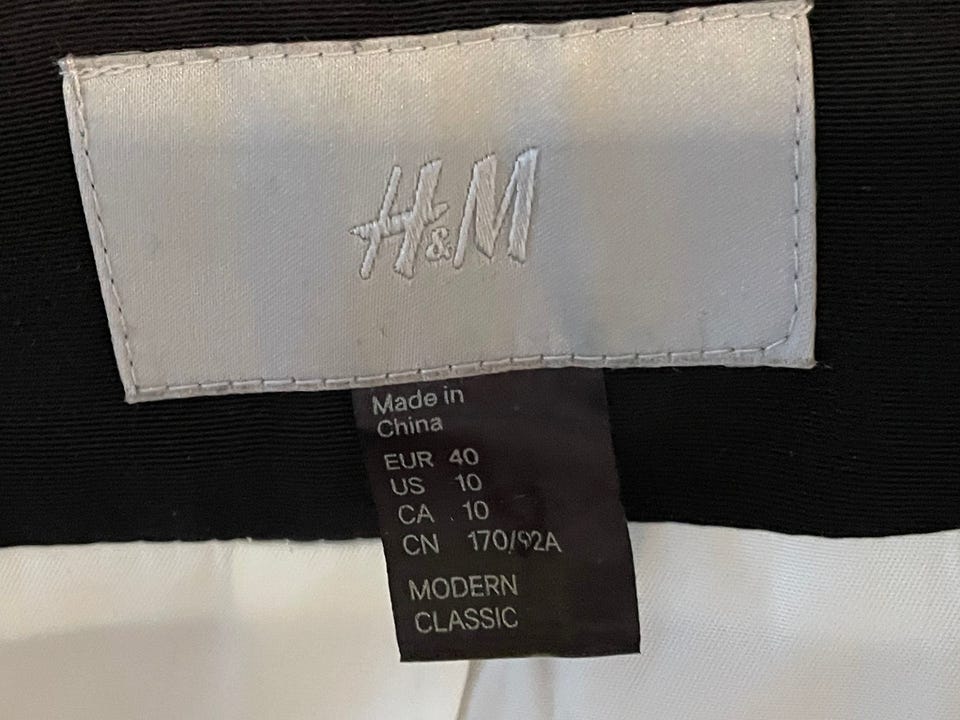 H&M
Made in
China
EUR 40
US 10
CA 10
CN 170/92A
MODERN
CLASSIC